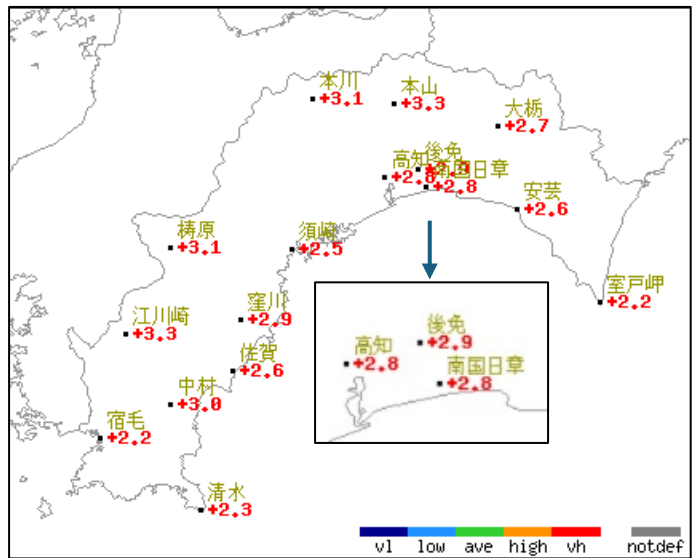 本川
+3.1
本山
+3.3
大栃
+2.7
高知
+2.8
後免
+2.9
南国日章
+2.8
安芸
+2.6
梼原
+3.1
須崎
+2.5
室戸岬
+2.2
江川崎
+3.3
窪川
+2.9
佐賀
+2.6
中村
+3.0
宿毛
+2.2
清水
+2.3
後免
+2.9
高知
+2.8
南国日章
+2.8
vl low ave high vh notdef